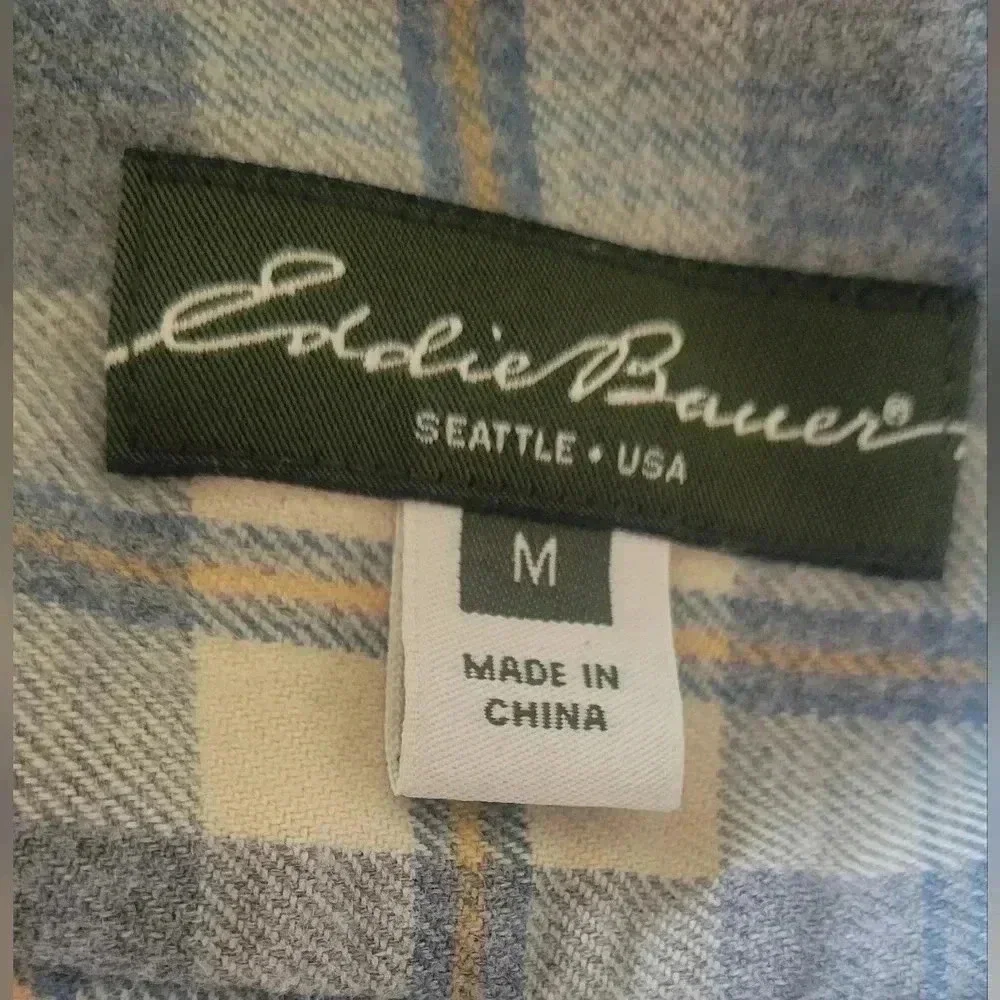 Eddie Bauer®
SEATTLE • USA
M
MADE IN
CHINA